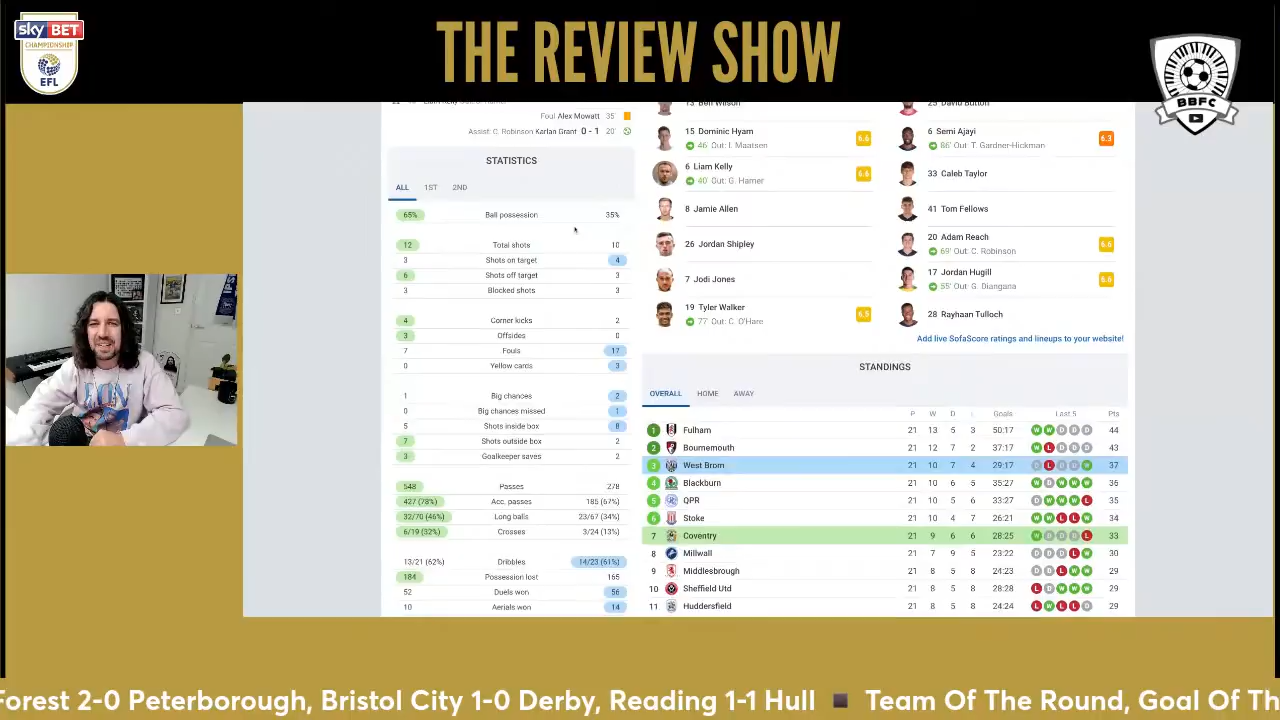 sky BET
CHAMPIONSHIP
EFL
THE REVIEW SHOW
BBFC
Foul Alex Mowatt 35'
Assist: C. Robinson Karlan Grant 0 - 1 20'
STATISTICS
ALL 1ST 2ND
65% Ball possession 35%
12 Total shots 10
3 Shots on target 4
6 Shots off target 3
3 Blocked shots 3
4 Corner kicks 2
3 Offsides 0
7 Fouls 17
0 Yellow cards 3
1 Big chances 2
0 Big chances missed 1
5 Shots inside box 8
7 Shots outside box 2
3 Goalkeeper saves 2
548 Passes 278
427 (78%) Acc. passes 185 (67%)
32/70 (46%) Long balls 23/67 (34%)
6/19 (32%) Crosses 3/24 (13%)
13/21 (62%) Dribbles 14/23 (61%)
184 Possession lost 165
52 Duels won 56
10 Aerials won 14
13 Ben Wilson
15 Dominic Hyam 6.6
46' Out: I. Maatsen
6 Liam Kelly 6.6
40' Out: G. Hamer
8 Jamie Allen
26 Jordan Shipley
7 Jodi Jones
19 Tyler Walker 6.5
77' Out: C. O'Hare
25 David Button
6 Semi Ajayi 6.3
86' Out: T. Gardner-Hickman
33 Caleb Taylor
41 Tom Fellows
20 Adam Reach 6.6
69' Out: C. Robinson
17 Jordan Hugill 6.6
55' Out: G. Diangana
28 Rayhaan Tulloch
Add live SofaScore ratings and lineups to your website!
STANDINGS
OVERALL HOME AWAY
P W D L Goals Last 5 Pts
1 Fulham 21 13 5 3 50:17 W W D D D 44
2 Bournemouth 21 12 7 2 37:17 W L D D D 43
3 West Brom 21 10 7 4 29:17 D L D D W 37
4 Blackburn 21 10 6 5 35:27 W D W W W 36
5 QPR 21 10 5 6 33:27 D W W W L 35
6 Stoke 21 10 4 7 26:21 W W L L W 34
7 Coventry 21 9 6 6 28:25 W D D D L 33
8 Millwall 21 7 9 5 23:22 D D D L W 30
9 Middlesbrough 21 8 5 8 24:23 D D L W W 29
10 Sheffield Utd 21 8 5 8 28:28 L D W W W 29
11 Huddersfield 21 8 5 8 24:24 L W L L D 29
Forest 2-0 Peterborough, Bristol City 1-0 Derby, Reading 1-1 Hull ■ Team Of The Round, Goal Of Th